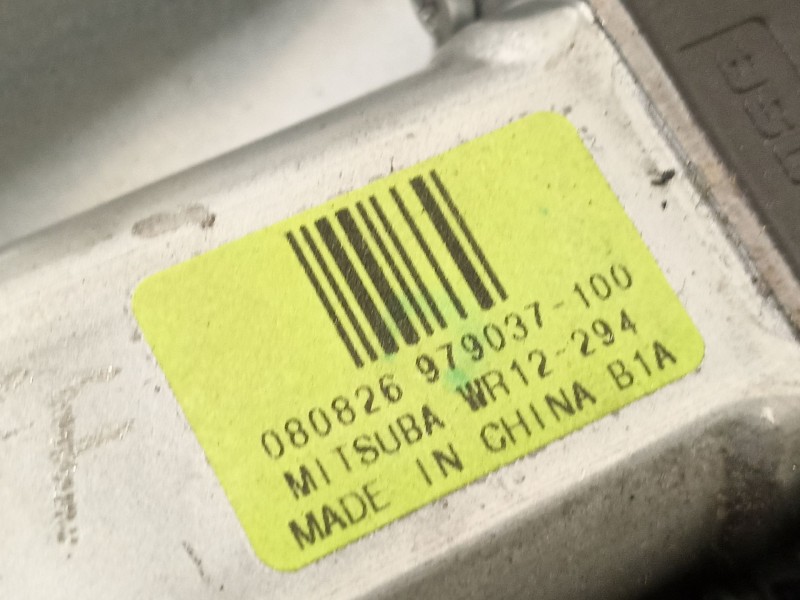 080826 979037-100
MITSUBA WR12-294
MADE IN CHINA B1A